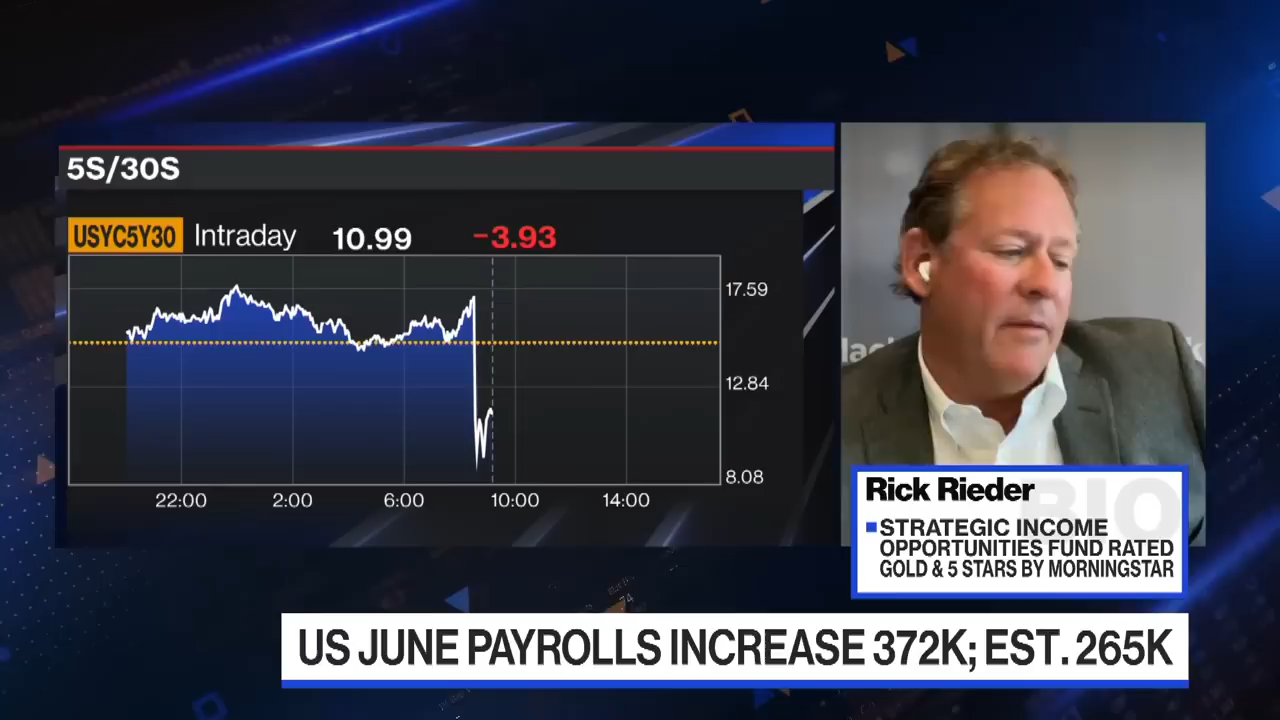 5S/30S
USYC5Y30 Intraday 10.99 -3.93
17.59
12.84
8.08
22:00 2:00 6:00 10:00 14:00
Rick Rieder
BIO
STRATEGIC INCOME
OPPORTUNITIES FUND RATED
GOLD & 5 STARS BY MORNINGSTAR
US JUNE PAYROLLS INCREASE 372K; EST. 265K